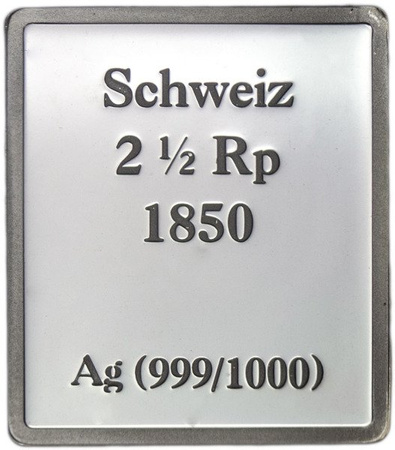 Schweiz
2 ½ Rp
1850
Ag (999/1000)